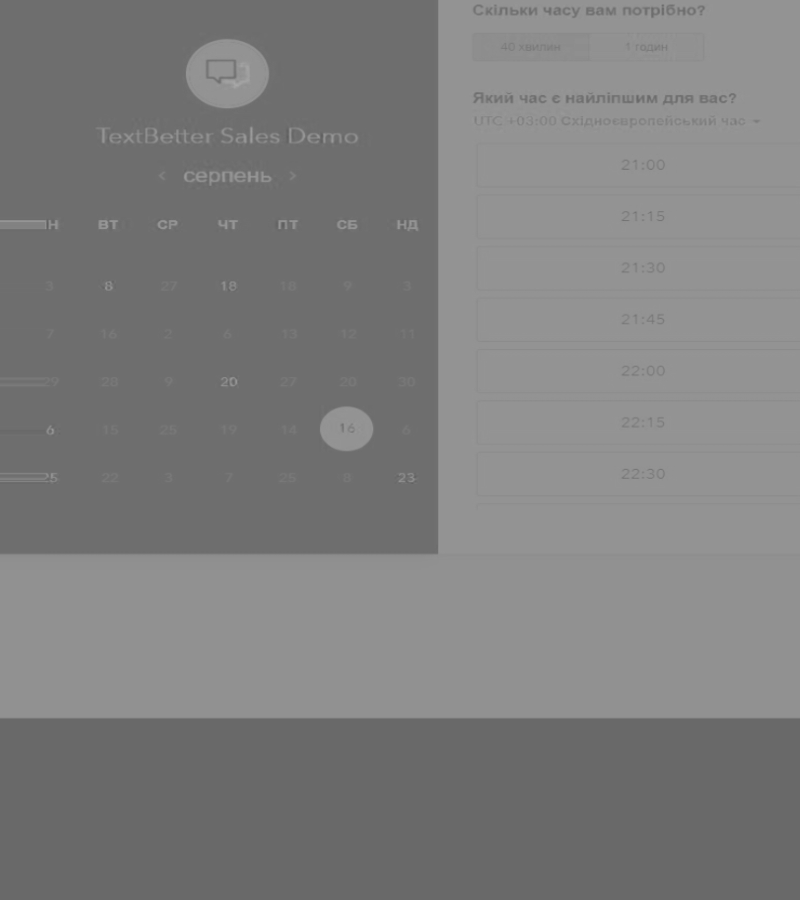 TextBetter Sales Demo
серпень
Н ВТ СР ЧТ ПТ СБ НД
3 8 27 18 18 9 3
7 16 2 6 13 12 11
29 28 9 20 27 20 30
6 15 25 19 14 16 6
25 22 3 7 25 8 23
Скільки часу вам потрібно?
40 хвилин 1 годин
Який час є найліпшим для вас?
UTC +03:00 Східноєвропейський час
21:00
21:15
21:30
21:45
22:00
22:15
22:30